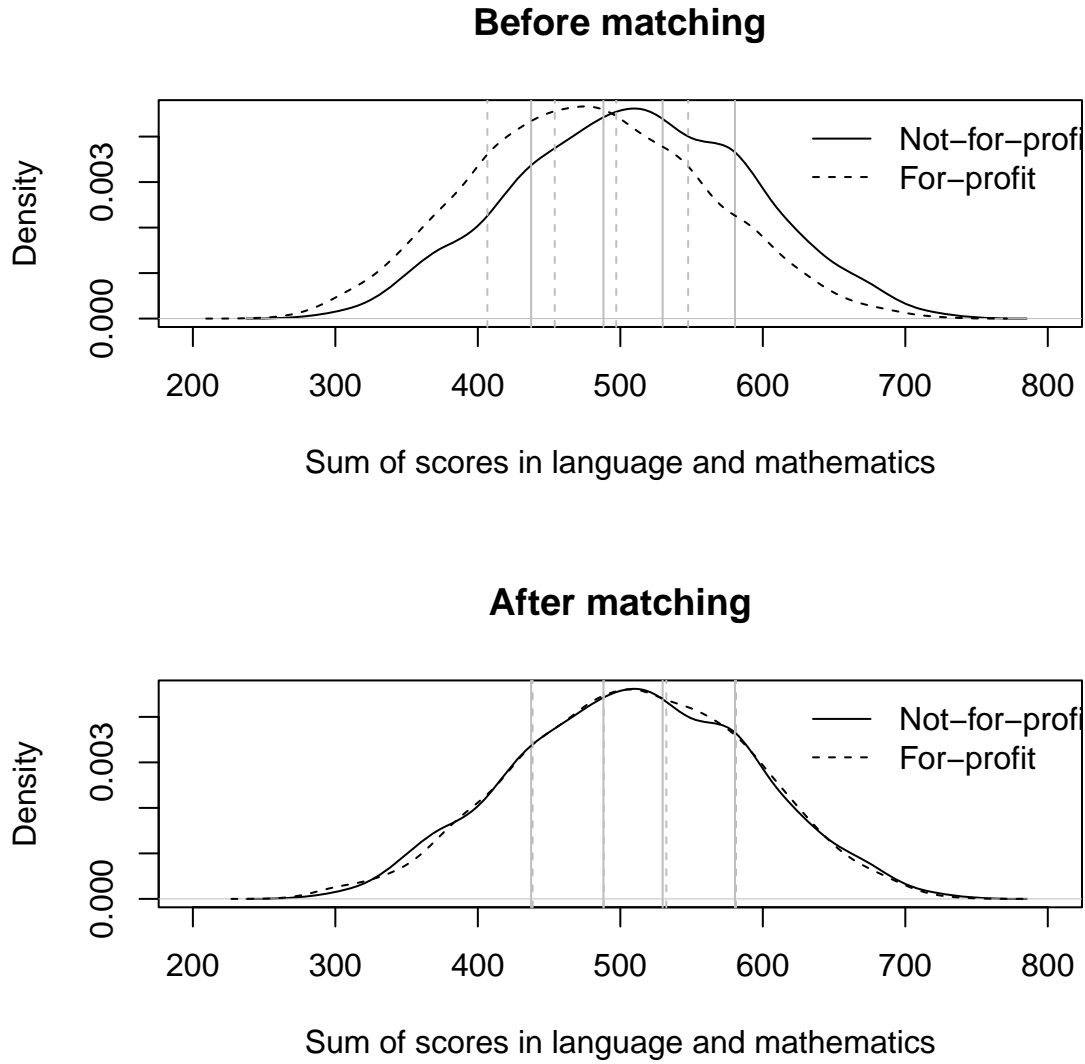 Before matching
Density
0.003
0.000
Not−for−profi
For−profit
200 300 400 500 600 700 800
Sum of scores in language and mathematics
After matching
Density
0.003
0.000
Not−for−profi
For−profit
200 300 400 500 600 700 800
Sum of scores in language and mathematics